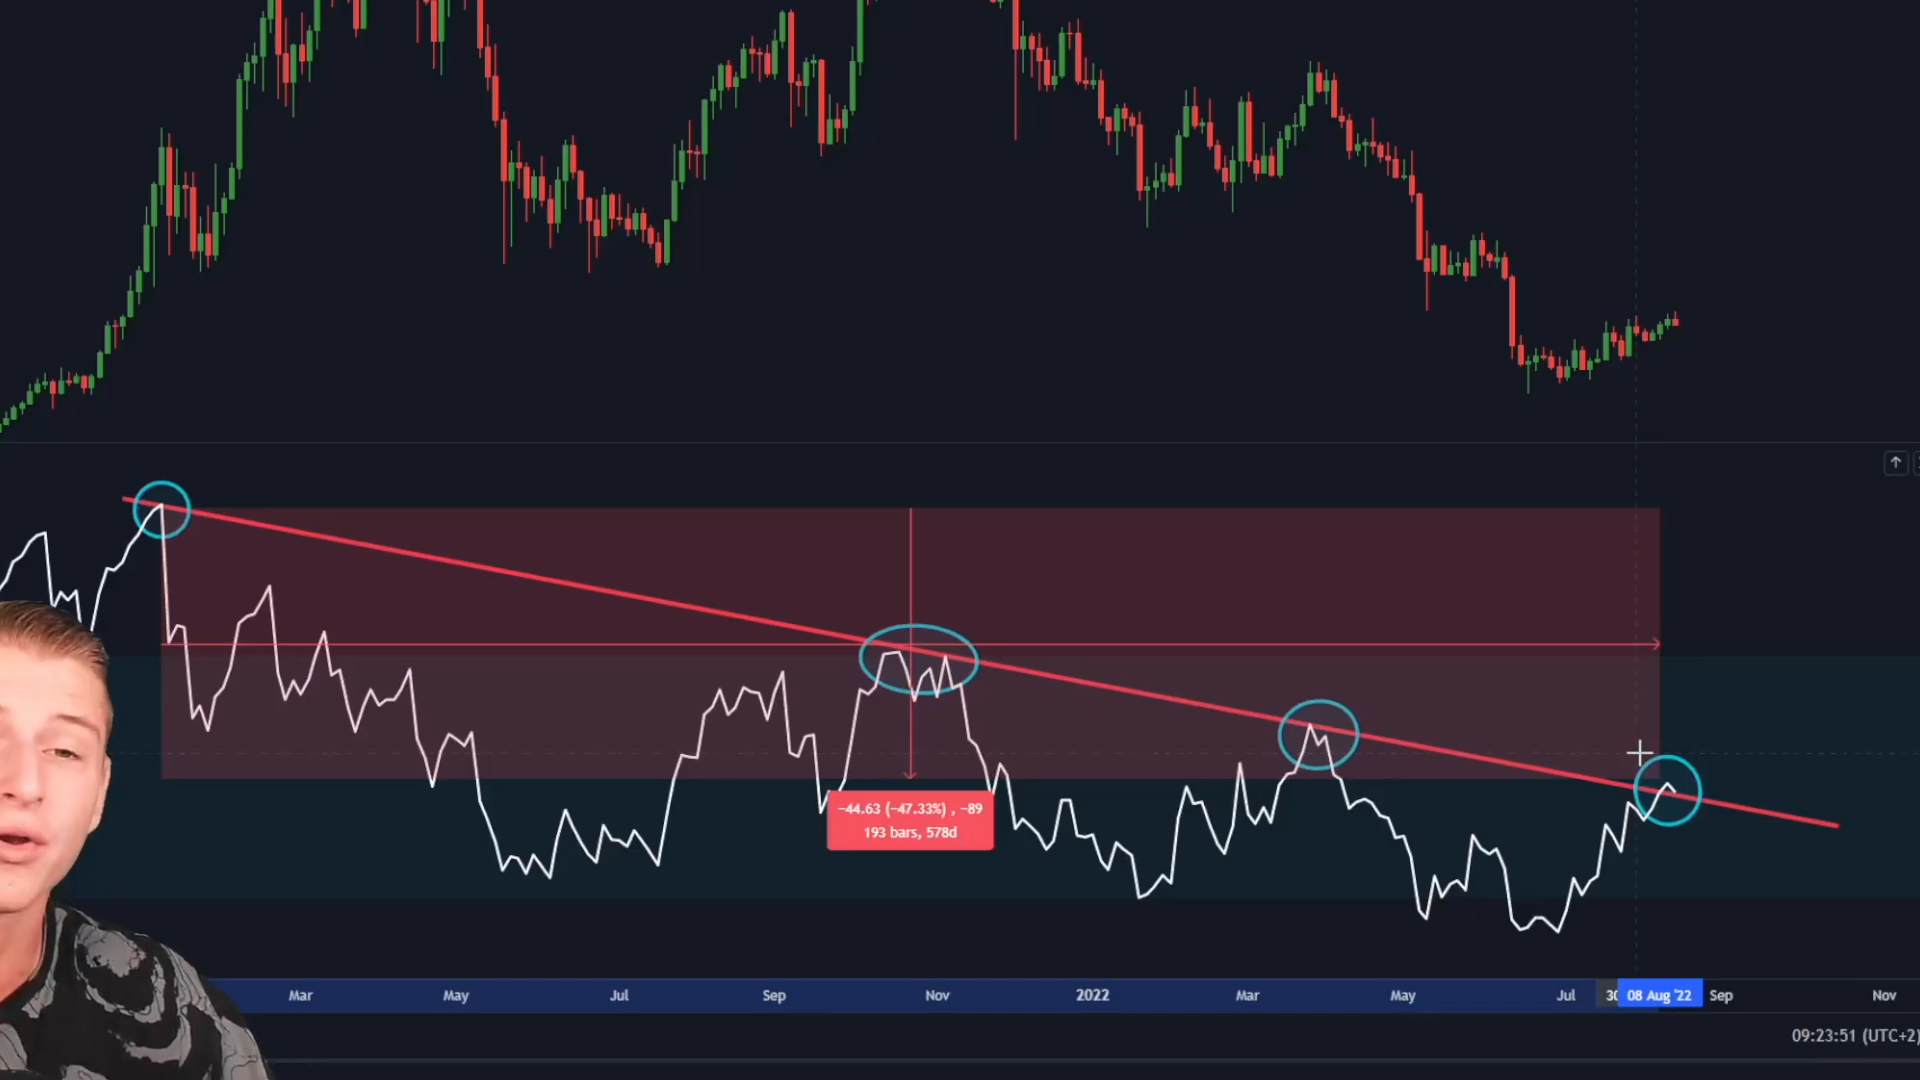 −44.63 (−47.33%) , −89
193 bars, 578d
Mar May Jul Sep Nov 2022 Mar May Jul 30 08 Aug '22 Sep Nov
09:23:51 (UTC+2)